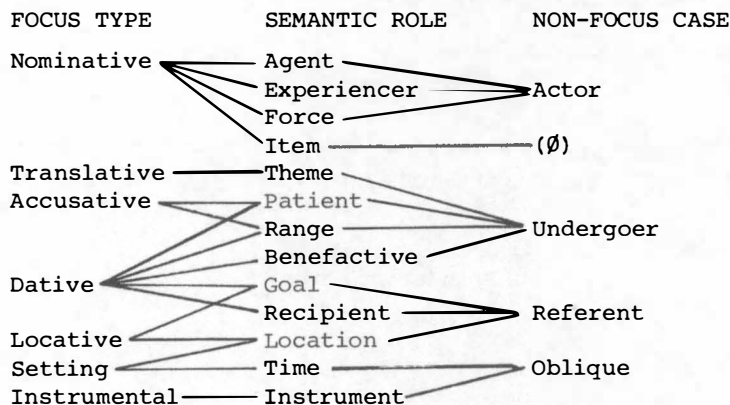 FOCUS TYPE SEMANTIC ROLE NON-FOCUS CASE
Nominative Agent
Experiencer Actor
Force
Item (Ø)
Translative Theme
Accusative Patient
Range Undergoer
Benefactive
Dative Goal
Recipient Referent
Locative Location
Setting Time Oblique
Instrumental Instrument